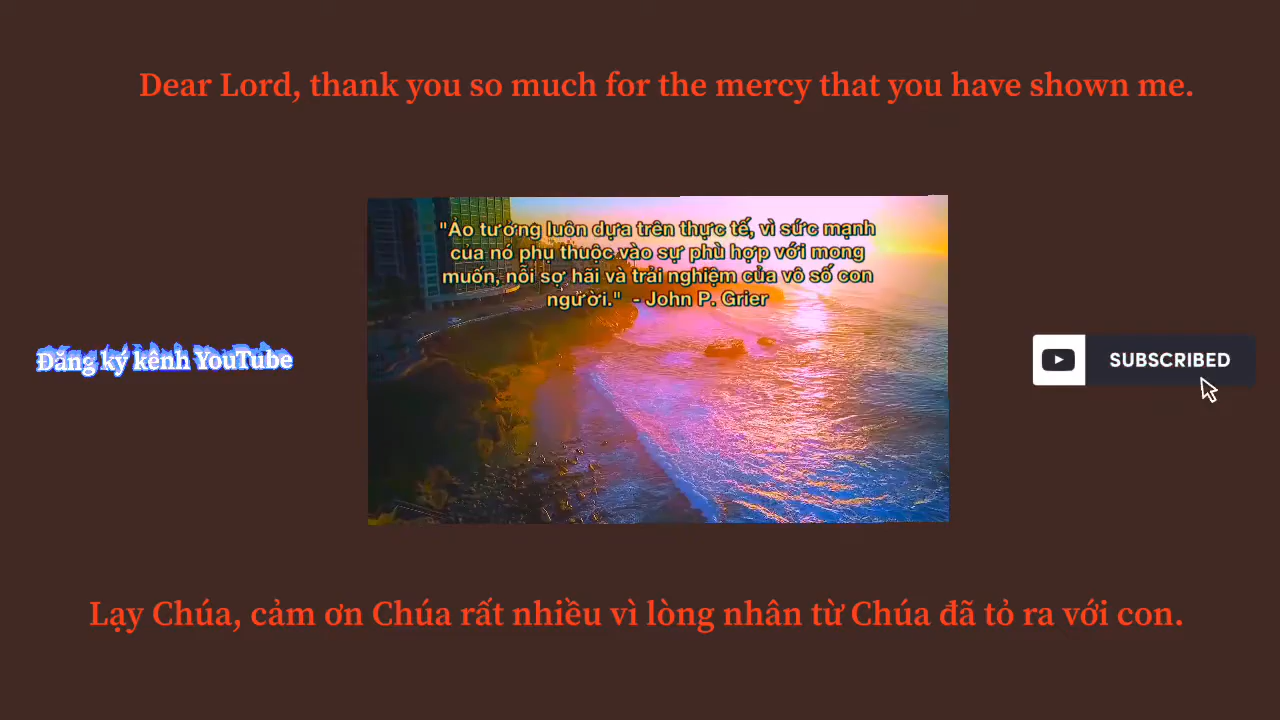 Dear Lord, thank you so much for the mercy that you have shown me.
"Ảo tưởng luôn dựa trên thực tế, vì sức mạnh
của nó phụ thuộc vào sự phù hợp với mong
muốn, nỗi sợ hãi và trải nghiệm của vô số con
người." - John P. Grier
Đăng ký kênh YouTube
SUBSCRIBED
Lạy Chúa, cảm ơn Chúa rất nhiều vì lòng nhân từ Chúa đã tỏ ra với con.